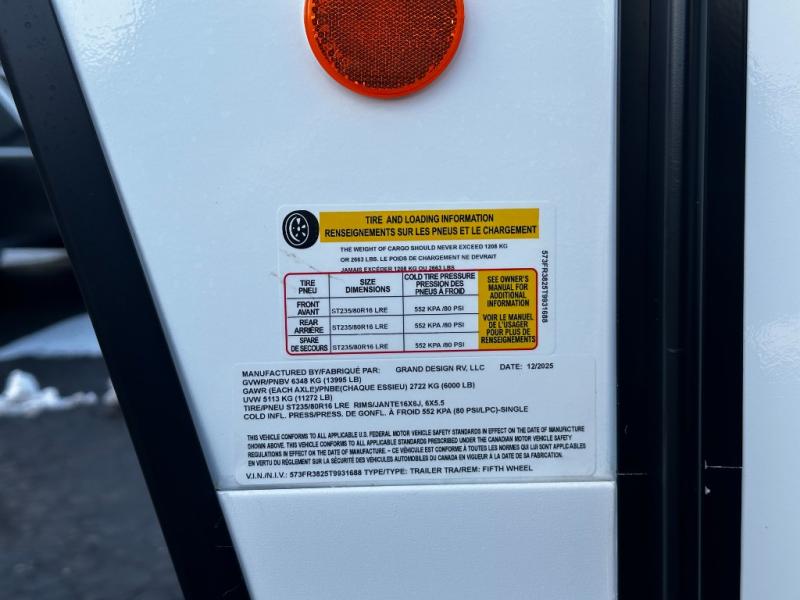 TIRE AND LOADING INFORMATION
RENSEIGNEMENTS SUR LES PNEUS ET LE CHARGEMENT
THE WEIGHT OF CARGO SHOULD NEVER EXCEED 1208 KG
OR 2663 LBS. LE POIDS DE CHARGEMENT NE DEVRAIT
JAMAIS EXCÉDER 1208 KG OU 2663 LBS
TIRE SIZE COLD TIRE PRESSURE
PNEU DIMENSIONS PRESSION DES
PNEUS À FROID
FRONT
AVANT ST235/80R16 LRE 552 KPA /80 PSI
REAR
ARRIÈRE ST235/80R16 LRE 552 KPA /80 PSI
SPARE
DE SECOURS ST235/80R16 LRE 552 KPA /80 PSI
SEE OWNER'S
MANUAL FOR
ADDITIONAL
INFORMATION
VOIR LE MANUEL
DE L'USAGER
POUR PLUS DE
RENSEIGNEMENTS
573FR3825T9931688
MANUFACTURED BY/FABRIQUÉ PAR: GRAND DESIGN RV, LLC DATE: 12/2025
GVWR/PNBV 6348 KG (13995 LB)
GAWR (EACH AXLE)/PNBE(CHAQUE ESSIEU) 2722 KG (6000 LB)
UVW 5113 KG (11272 LB)
TIRE/PNEU ST235/80R16 LRE RIMS/JANTE16X6J, 6X5.5
COLD INFL. PRESS/PRESS. DE GONFL. À FROID 552 KPA (80 PSI/LPC)-SINGLE
THIS VEHICLE CONFORMS TO ALL APPLICABLE U.S. FEDERAL MOTOR VEHICLE SAFETY STANDARDS IN EFFECT ON THE DATE OF MANUFACTURE
SHOWN ABOVE. THIS VEHICLE CONFORMS TO ALL APPLICABLE STANDARDS PRESCRIBED UNDER THE CANADIAN MOTOR VEHICLE SAFETY
REGULATIONS IN EFFECT ON THE DATE OF MANUFACTURE. – CE VÉHICULE EST CONFORME À TOUTES LES NORMES QUI LUI SONT APPLICABLES
EN VERTU DU RÈGLEMENT SUR LA SÉCURITÉ DES VÉHICULES AUTOMOBILES DU CANADA EN VIGUEUR À LA DATE DE SA FABRICATION.
V.I.N./N.I.V.: 573FR3825T9931688 TYPE/TYPE: TRAILER TRA/REM: FIFTH WHEEL